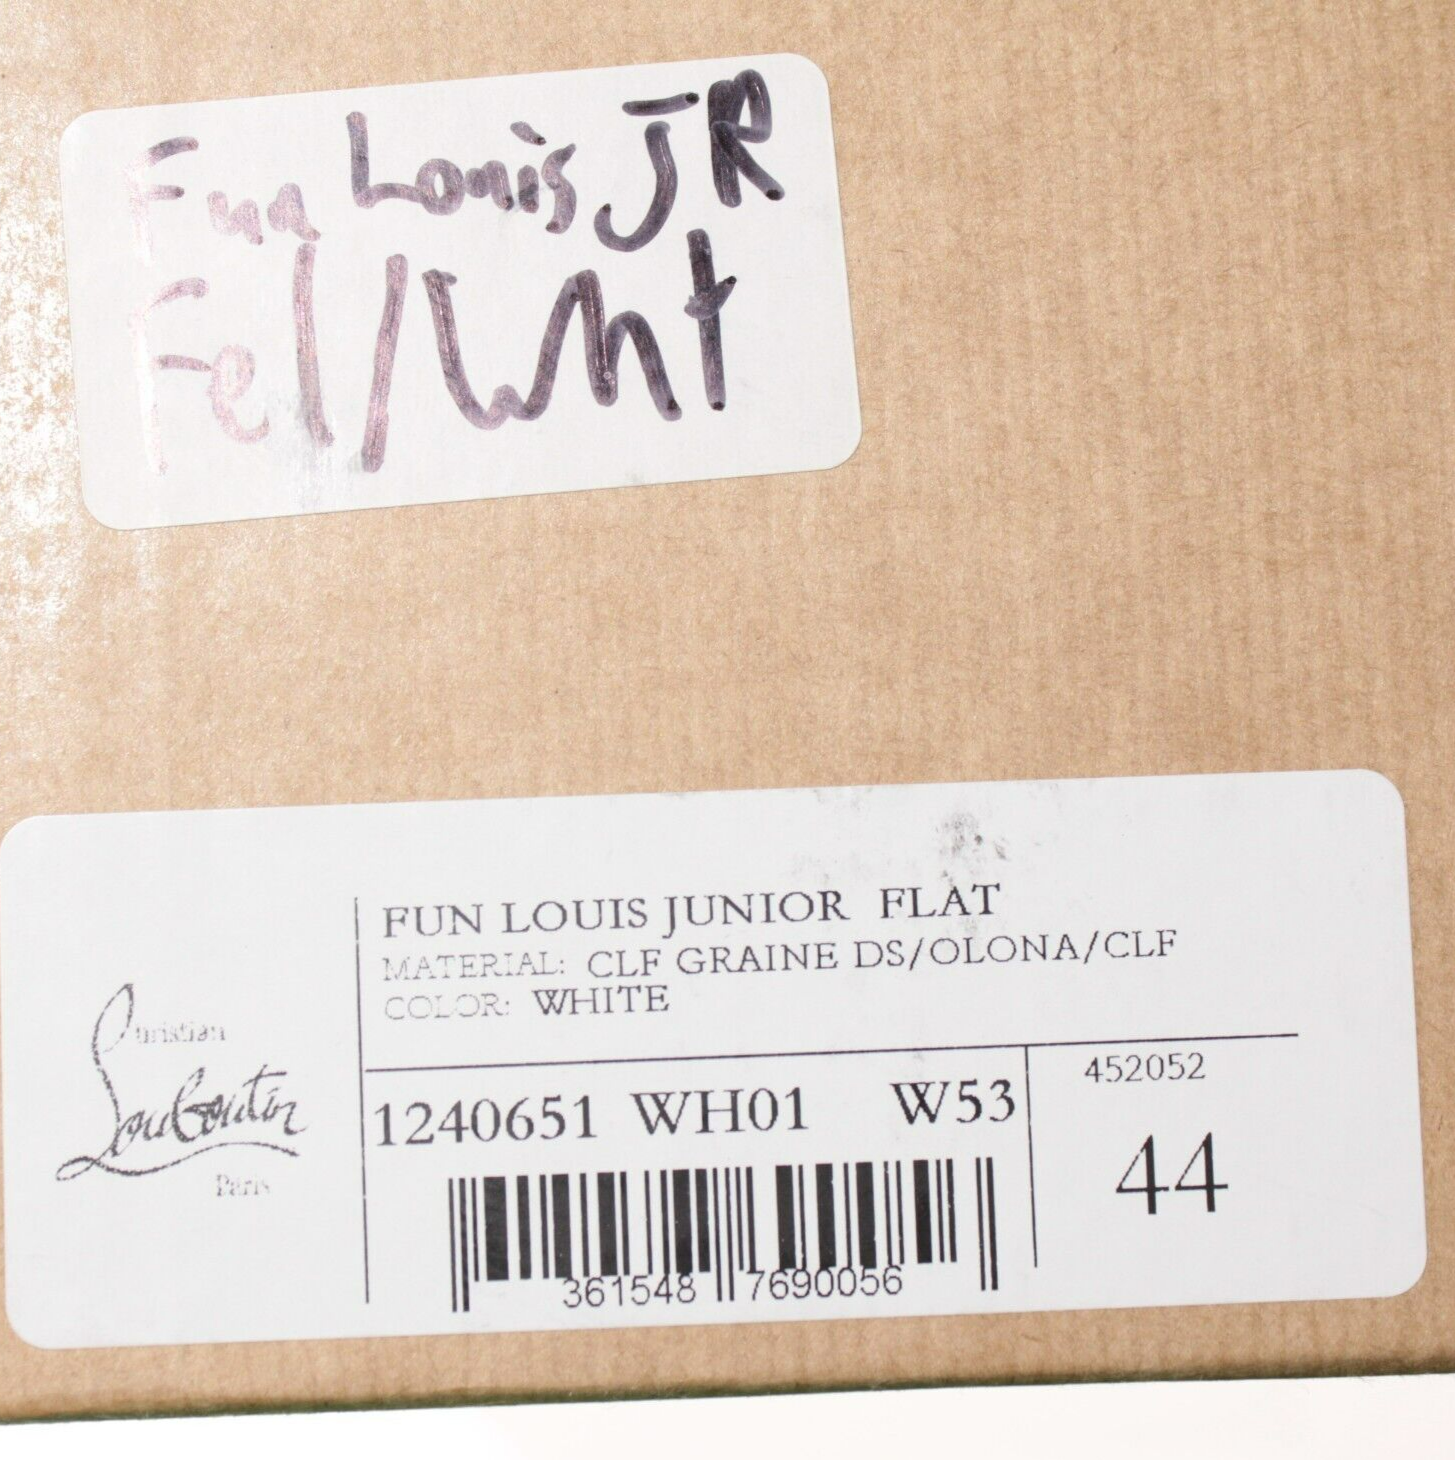 Fun Louis JR
Fel/Wht
Christian
Louboutin
Paris
FUN LOUIS JUNIOR FLAT
MATERIAL: CLF GRAINE DS/OLONA/CLF
COLOR: WHITE
1240651 WH01 W53
452052
44
361548 7690056